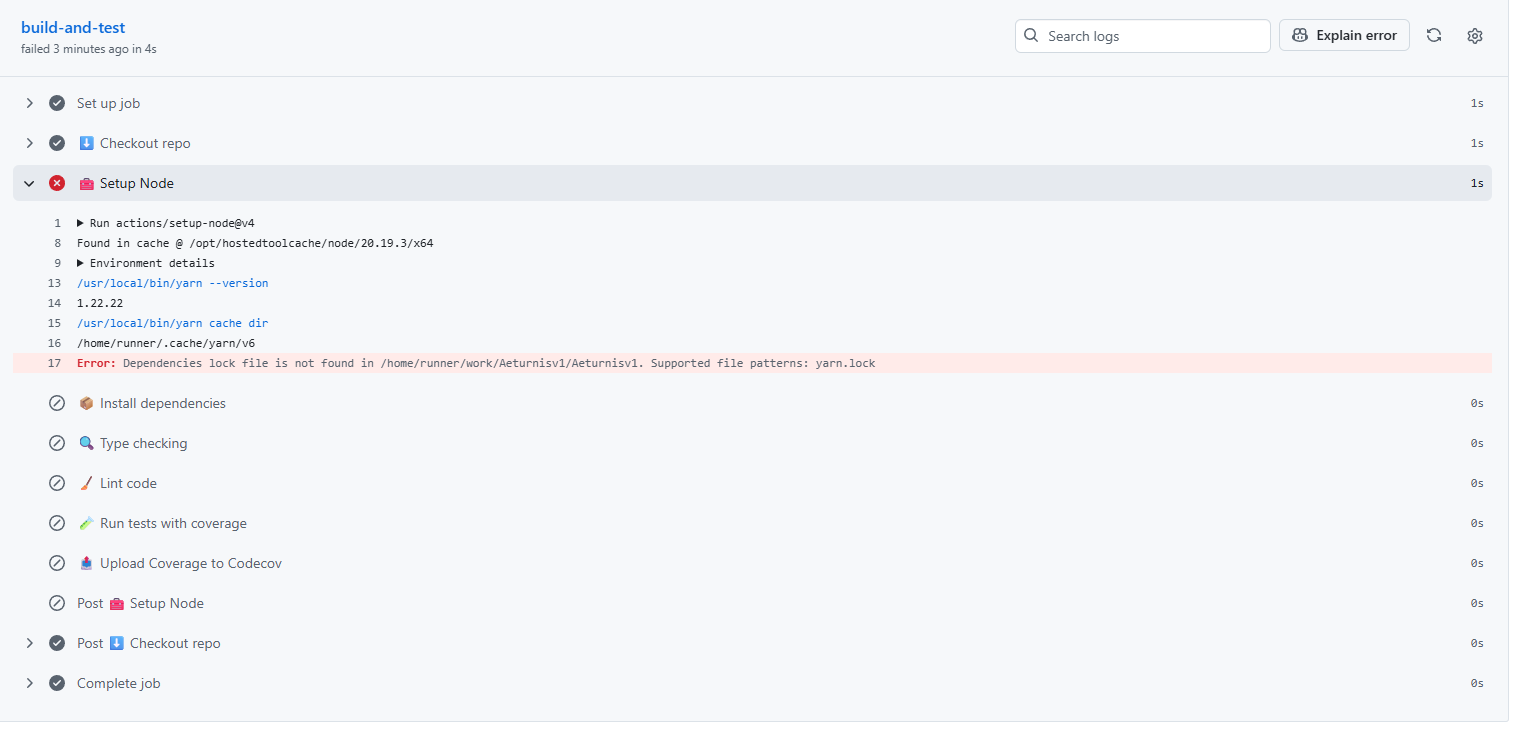 build-and-test
failed 3 minutes ago in 4s
Search logs
Explain error
Set up job 1s
⬇️ Checkout repo 1s
🧰 Setup Node 1s
1 ▶ Run actions/setup-node@v4
8 Found in cache @ /opt/hostedtoolcache/node/20.19.3/x64
9 ▶ Environment details
13 /usr/local/bin/yarn --version
14 1.22.22
15 /usr/local/bin/yarn cache dir
16 /home/runner/.cache/yarn/v6
17 Error: Dependencies lock file is not found in /home/runner/work/Aeturnisv1/Aeturnisv1. Supported file patterns: yarn.lock
📦 Install dependencies 0s
🔍 Type checking 0s
🧹 Lint code 0s
🧪 Run tests with coverage 0s
📤 Upload Coverage to Codecov 0s
Post 🧰 Setup Node 0s
Post ⬇️ Checkout repo 0s
Complete job 0s